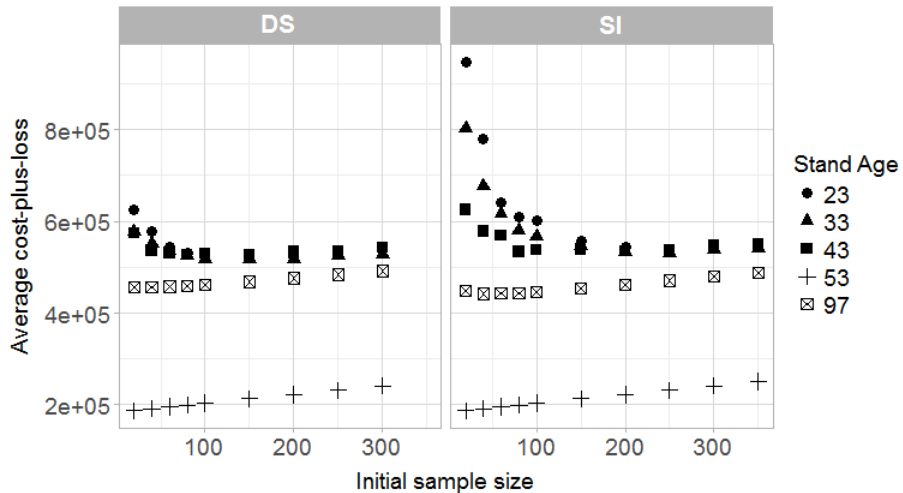 DS
SI
Average cost-plus-loss
8e+05
6e+05
4e+05
2e+05
100
200
300
100
200
300
Initial sample size
Stand Age
23
33
43
53
97